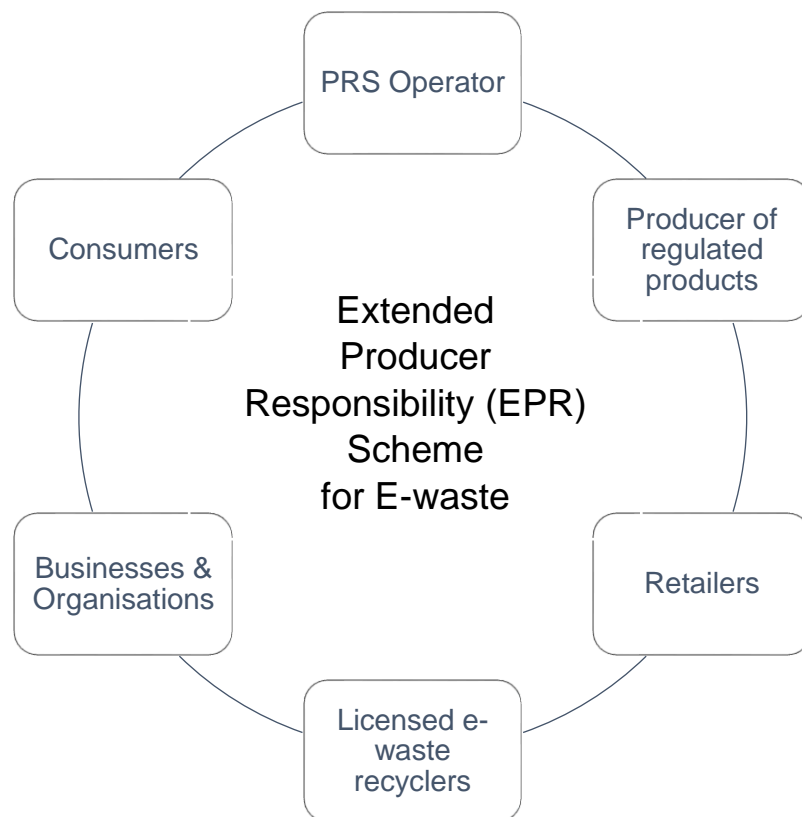 PRS Operator
Producer of
regulated
products
Consumers
Extended
Producer
Responsibility (EPR)
Scheme
for E-waste
Businesses &
Organisations
Retailers
Licensed e-
waste
recyclers